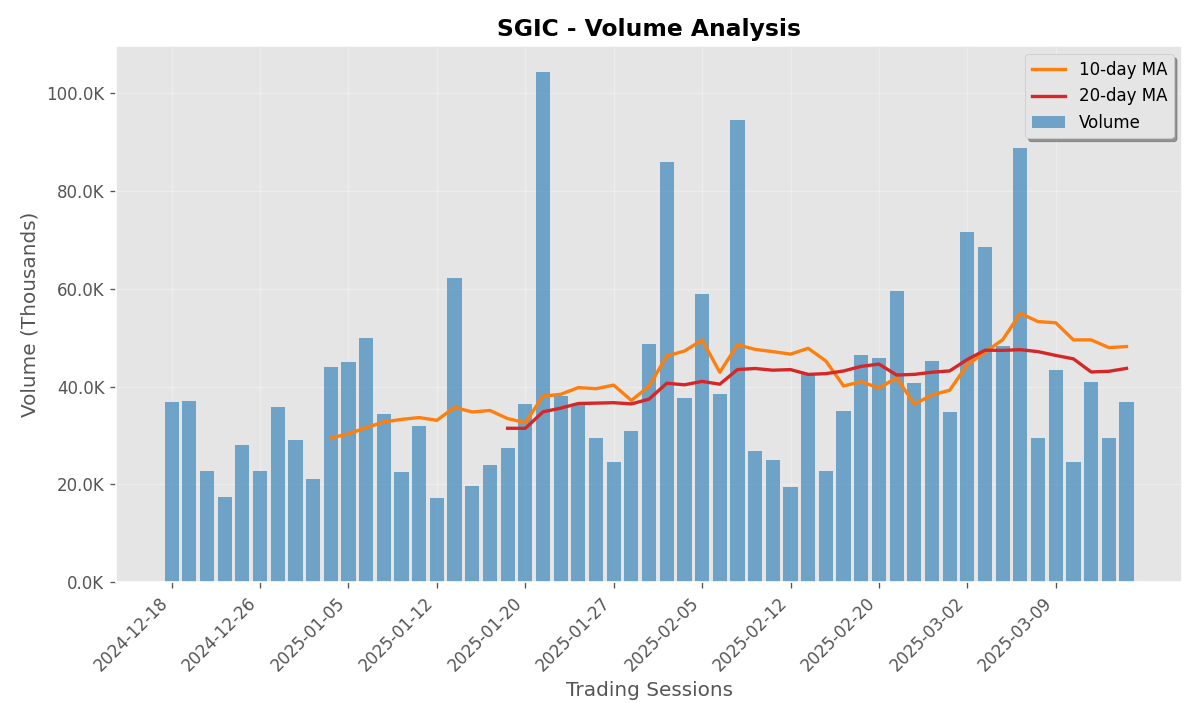 SGIC - Volume Analysis
10-day MA
20-day MA
Volume
Volume (Thousands)
100.0K
80.0K
60.0K
40.0K
20.0K
0.0K
2024-12-18
2024-12-26
2025-01-05
2025-01-12
2025-01-20
2025-01-27
2025-02-05
2025-02-12
2025-02-20
2025-03-02
2025-03-09
Trading Sessions